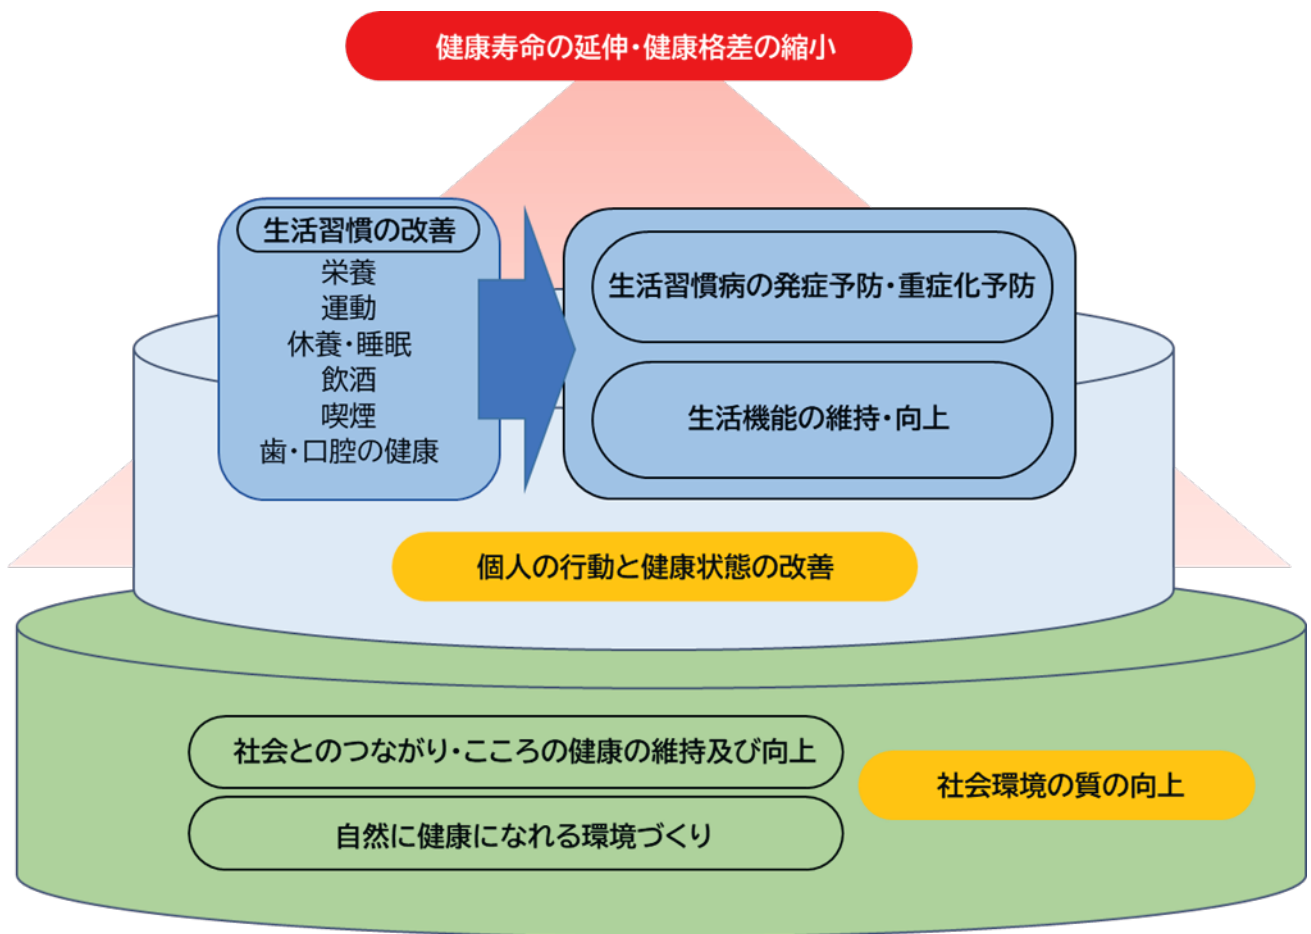 健康寿命の延伸・健康格差の縮小
生活習慣の改善
栄養
運動
休養・睡眠
飲酒
喫煙
歯・口腔の健康
生活習慣病の発症予防・重症化予防
生活機能の維持・向上
個人の行動と健康状態の改善
社会とのつながり・こころの健康の維持及び向上
自然に健康になれる環境づくり
社会環境の質の向上